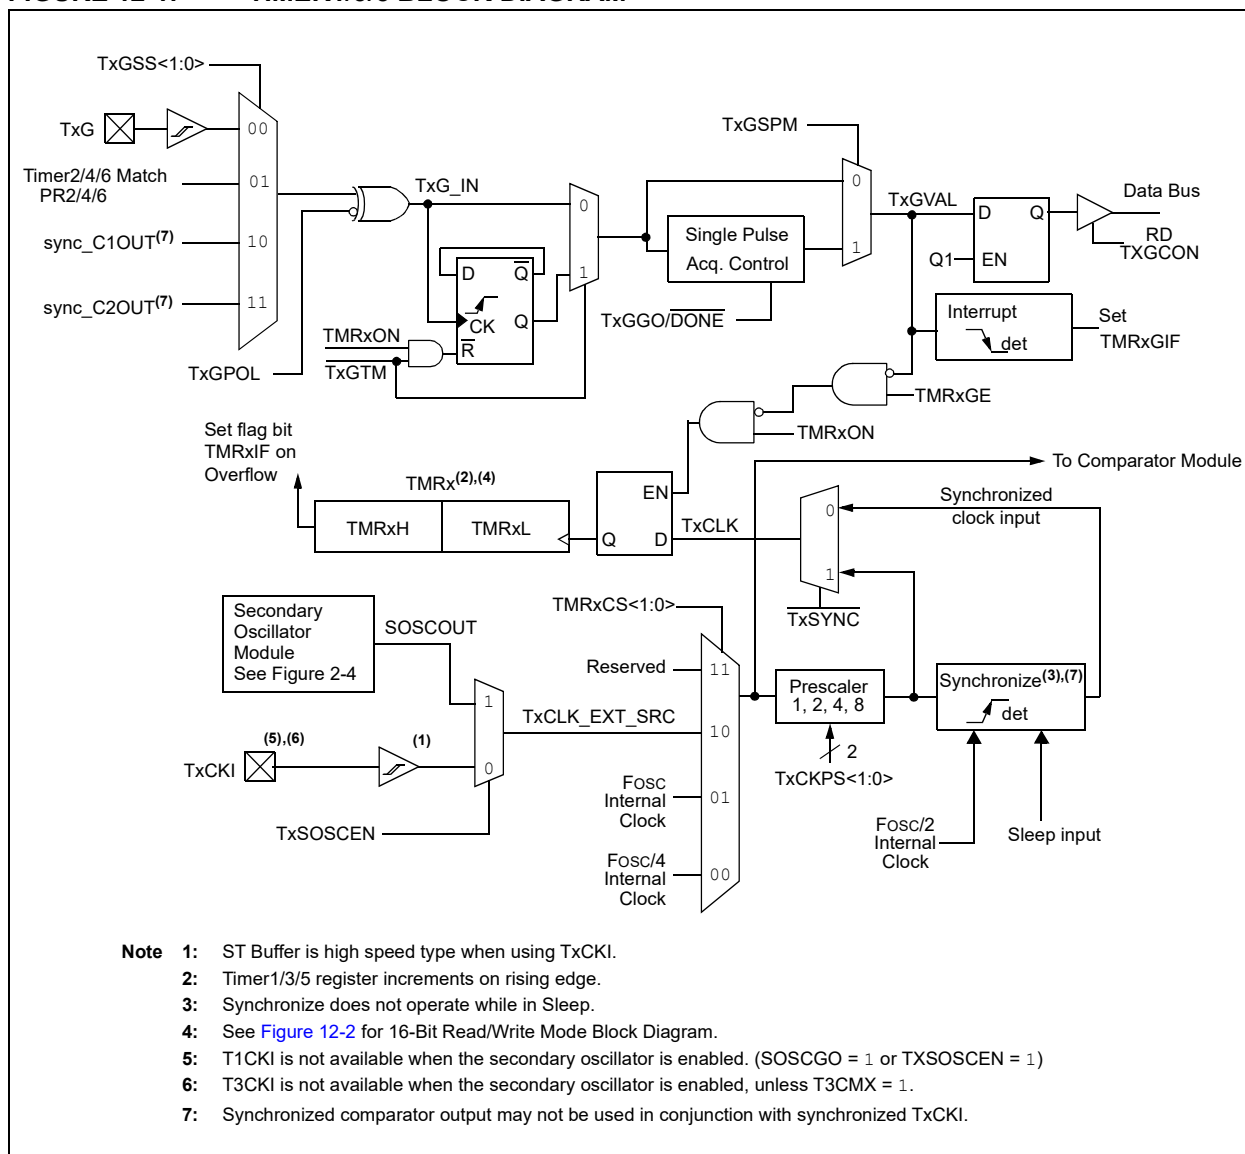 TxGSS<1:0>
TxG
00
Timer2/4/6 Match
PR2/4/6
01
sync_C1OUT(7)
10
sync_C2OUT(7)
11
TxGPOL
TxG_IN
D
Q
CK
Q
R
TMRxON
TxGTM
0
1
Single Pulse
Acq. Control
TxGGO/DONE
TxGSPM
0
1
TxGVAL
D
Q
Q1
EN
Data Bus
RD
TXGCON
Interrupt
det
Set
TMRxGIF
TMRxGE
TMRxON
Set flag bit
TMRxIF on
Overflow
TMRx(2),(4)
TMRxH
TMRxL
EN
Q
D
TxCLK
To Comparator Module
Synchronized
clock input
0
1
TxSYNC
Secondary
Oscillator
Module
See Figure 2-4
SOSCOUT
1
0
(5),(6)
(1)
TxCKI
TxSOSCEN
TxCLK_EXT_SRC
TMRxCS<1:0>
Reserved
11
10
FOSC
Internal
Clock
01
FOSC/4
Internal
Clock
00
Prescaler
1, 2, 4, 8
2
TxCKPS<1:0>
Synchronize(3),(7)
det
FOSC/2
Internal
Clock
Sleep input
Note 1: ST Buffer is high speed type when using TxCKI.
2: Timer1/3/5 register increments on rising edge.
3: Synchronize does not operate while in Sleep.
4: See Figure 12-2 for 16-Bit Read/Write Mode Block Diagram.
5: T1CKI is not available when the secondary oscillator is enabled. (SOSCGO = 1 or TXSOSCEN = 1)
6: T3CKI is not available when the secondary oscillator is enabled, unless T3CMX = 1.
7: Synchronized comparator output may not be used in conjunction with synchronized TxCKI.